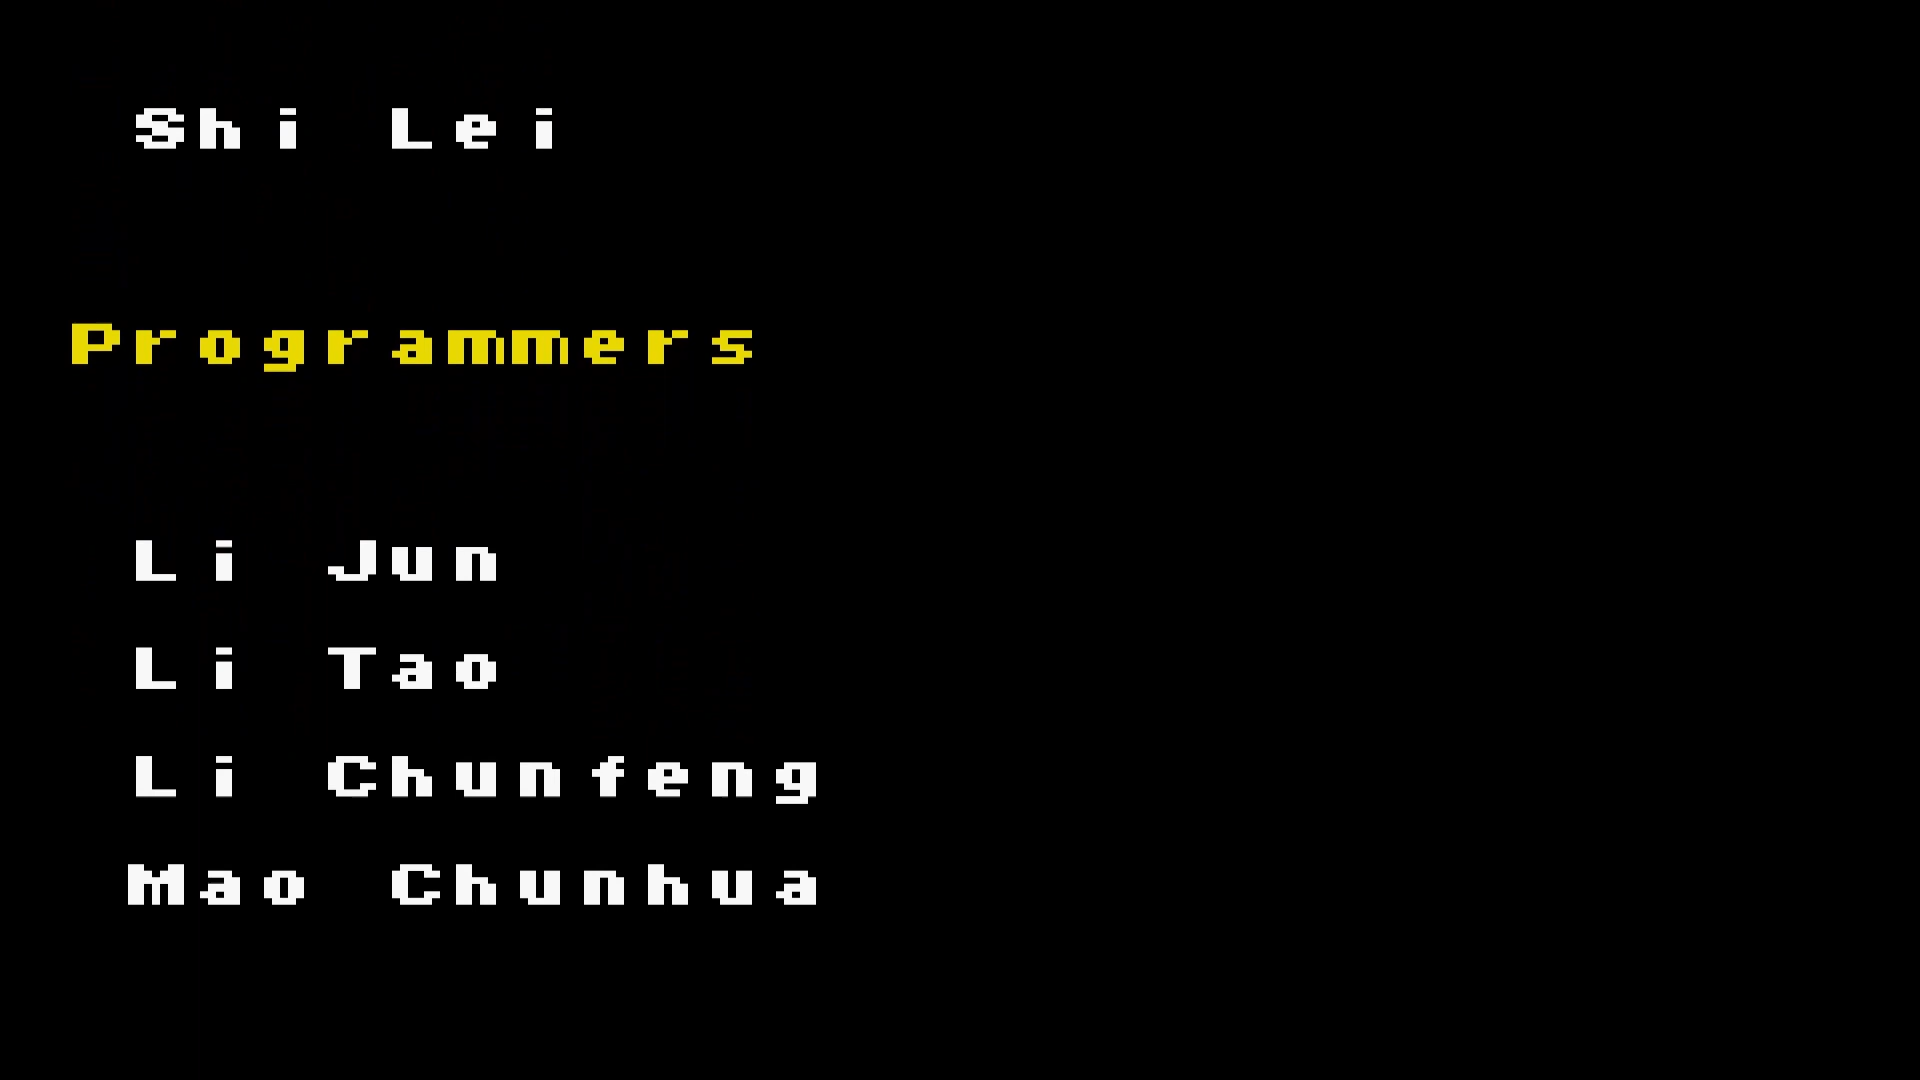 Shi Lei
Programmers
Li Jun
Li Tao
Li Chunfeng
Mao Chunhua